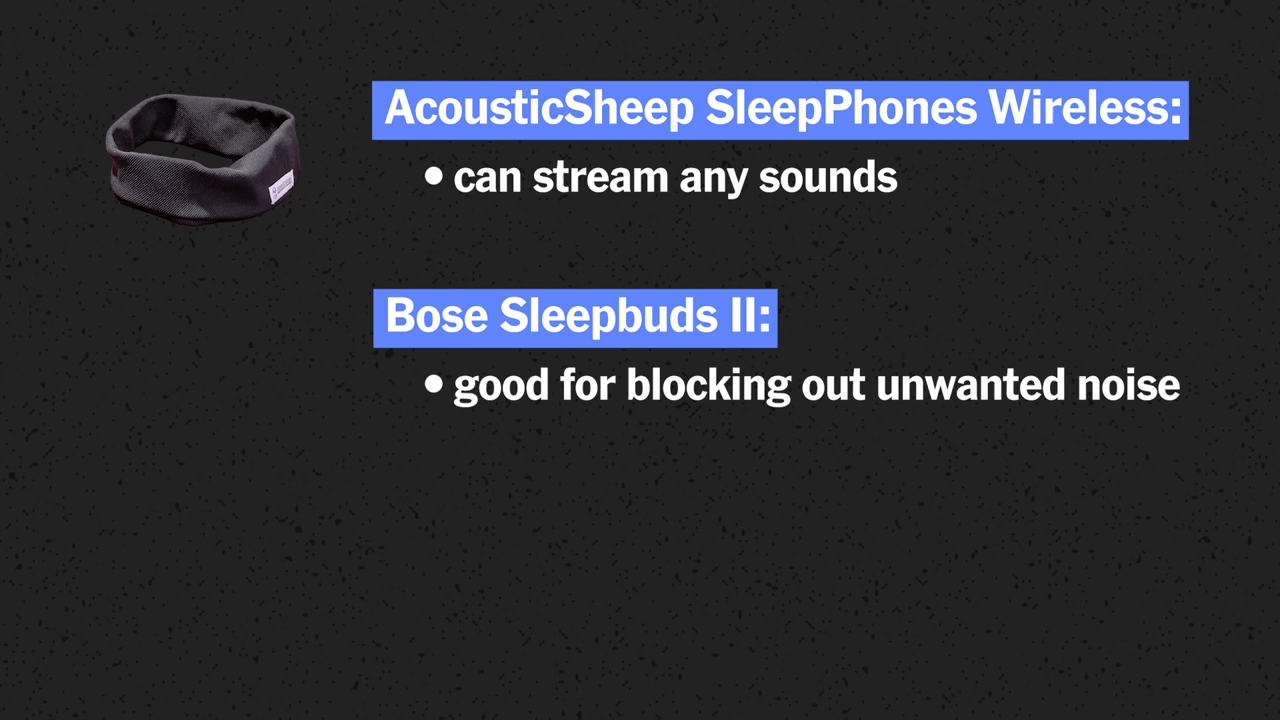 AcousticSheep SleepPhones Wireless:
• can stream any sounds
Bose Sleepbuds II:
• good for blocking out unwanted noise